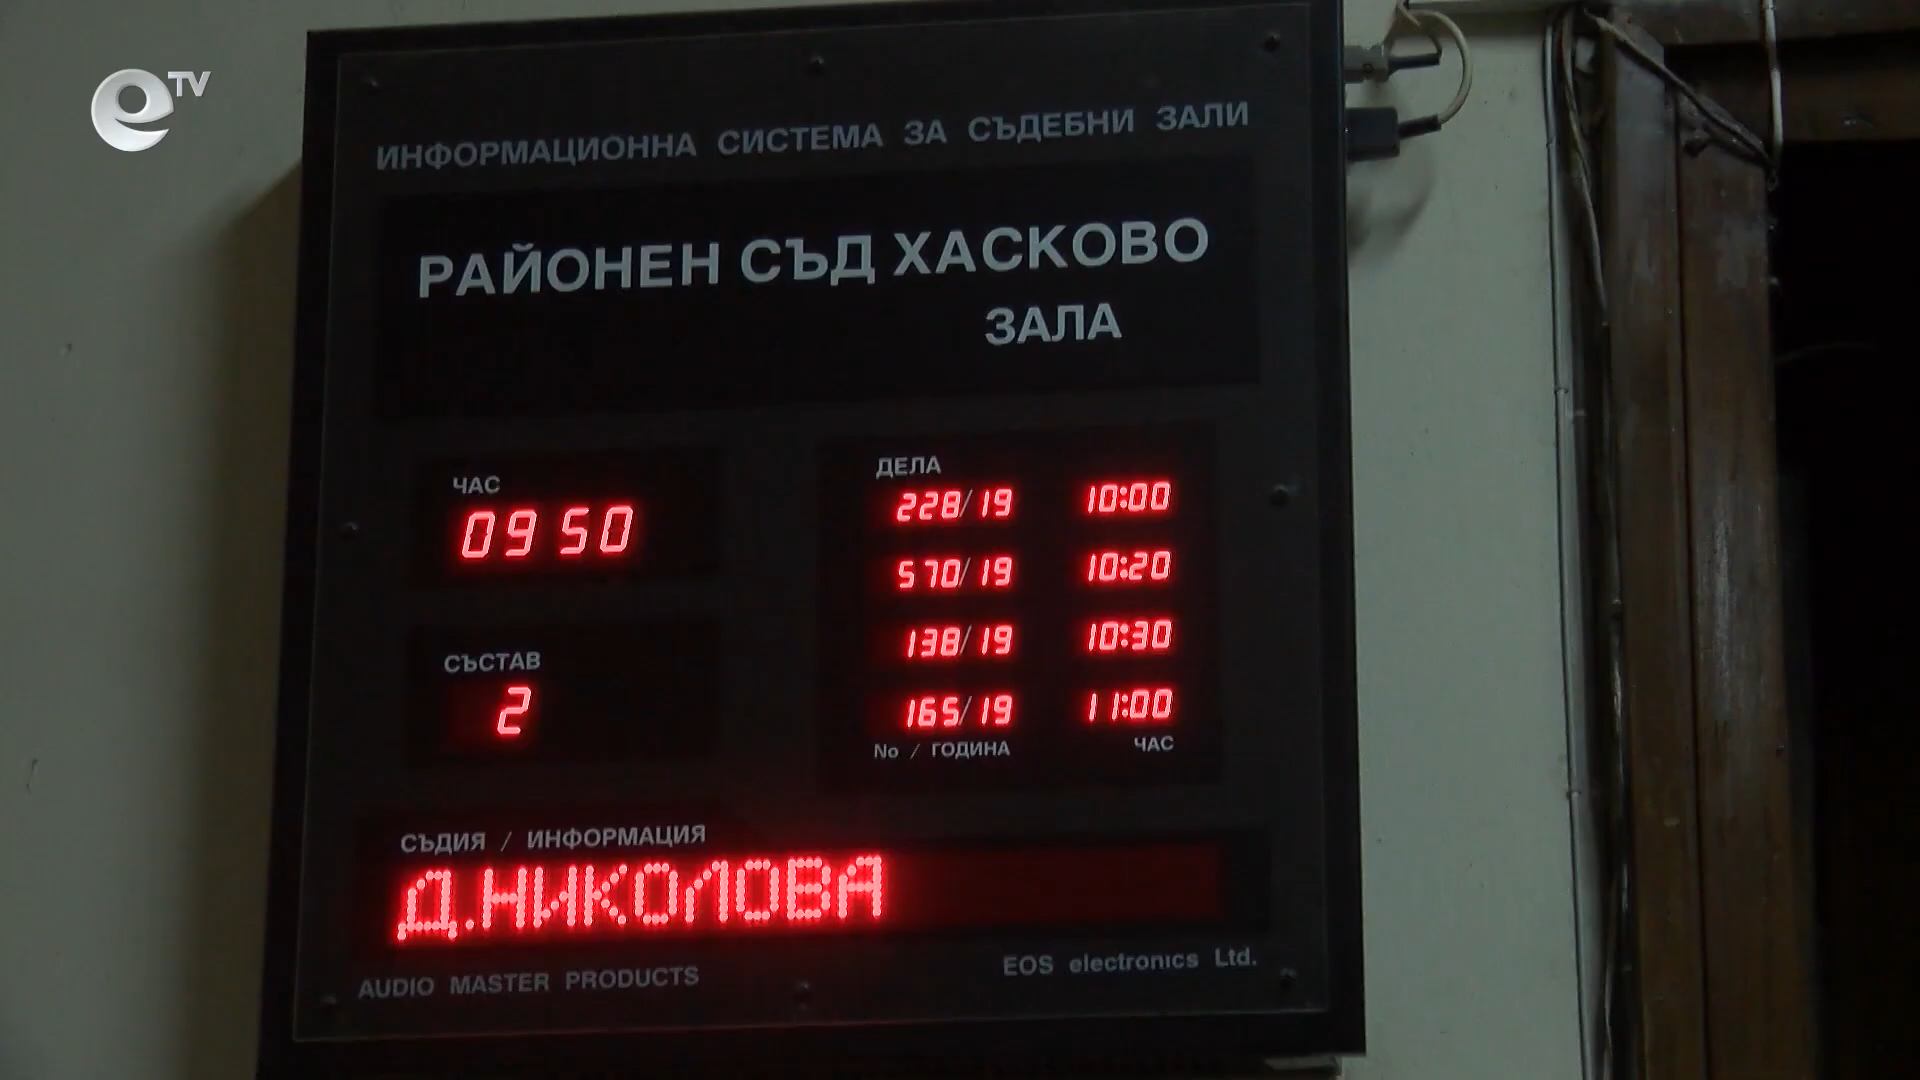 e TV
ИНФОРМАЦИОННА СИСТЕМА ЗА СЪДЕБНИ ЗАЛИ
РАЙОНЕН СЪД ХАСКОВО
ЗАЛА
ЧАС
09 50
СЪСТАВ
2
ДЕЛА
228/19 10:00
570/19 10:20
138/19 10:30
165/19 11:00
No / ГОДИНА ЧАС
СЪДИЯ / ИНФОРМАЦИЯ
Д.НИКОЛОВА
AUDIO MASTER PRODUCTS
EOS electronics Ltd.